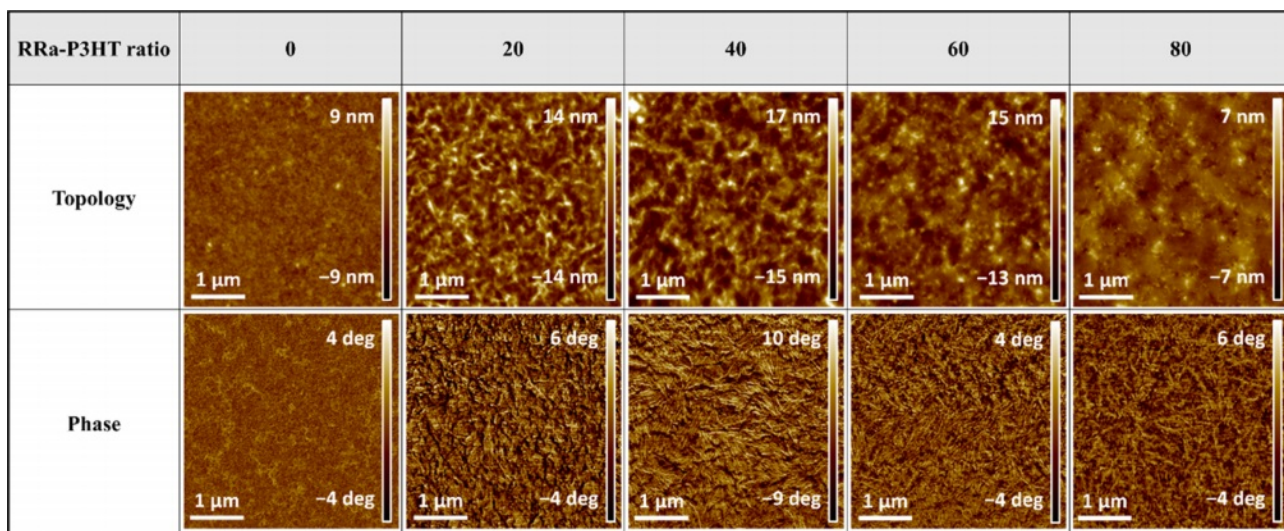 RRa-P3HT ratio 0 20 40 60 80
Topology
9 nm 14 nm 17 nm 15 nm 7 nm
1 μm 1 μm 1 μm 1 μm 1 μm
−9 nm −14 nm −15 nm −13 nm −7 nm
Phase
4 deg 6 deg 10 deg 4 deg 6 deg
1 μm 1 μm 1 μm 1 μm 1 μm
−4 deg −4 deg −9 deg −4 deg −4 deg